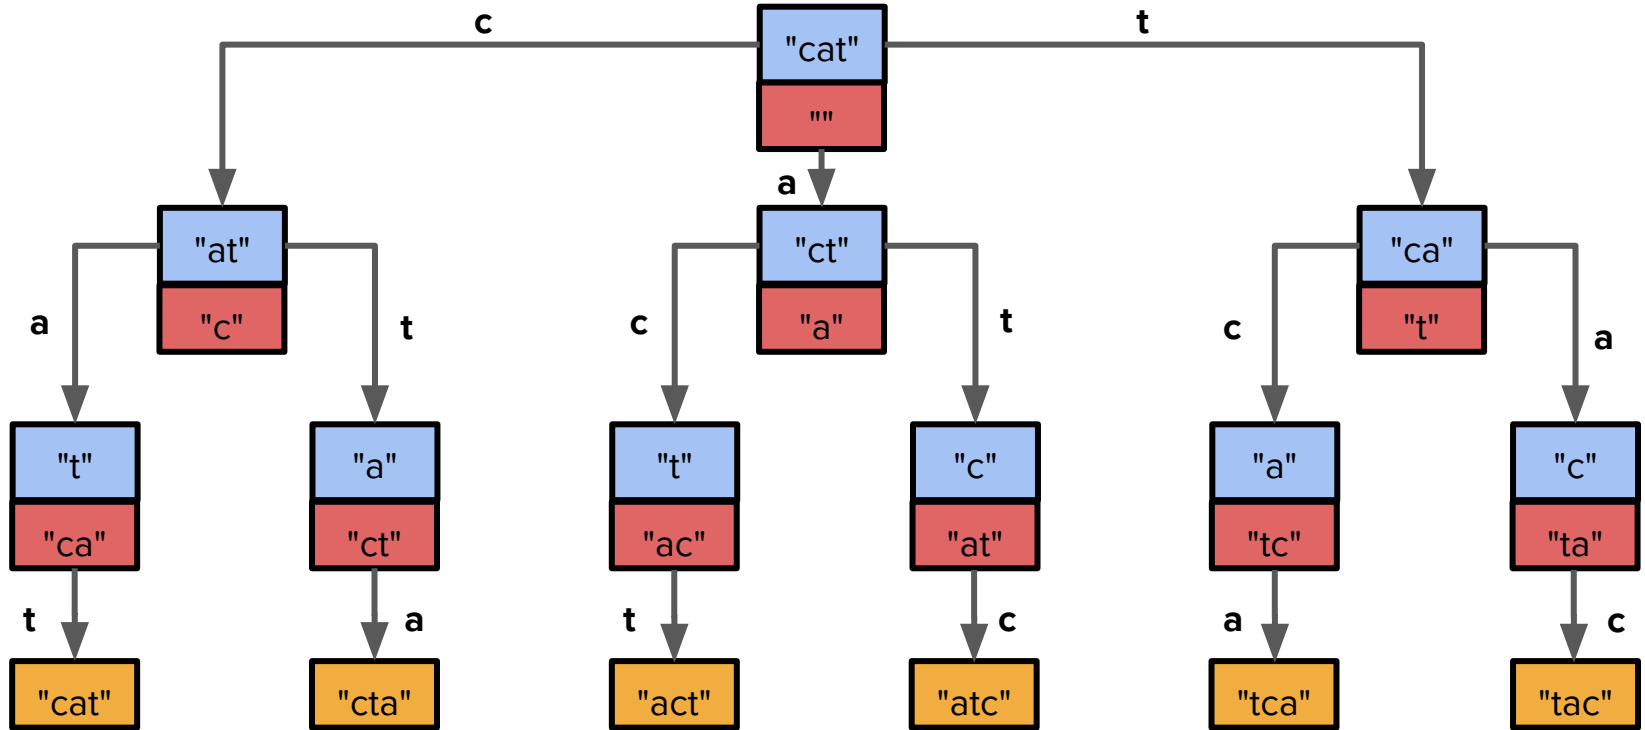 c
t
"cat"
""
a
"at"
"c"
"ct"
"a"
"ca"
"t"
a
t
c
t
c
a
"t"
"ca"
"a"
"ct"
"t"
"ac"
"c"
"at"
"a"
"tc"
"c"
"ta"
t
a
t
c
a
c
"cat"
"cta"
"act"
"atc"
"tca"
"tac"